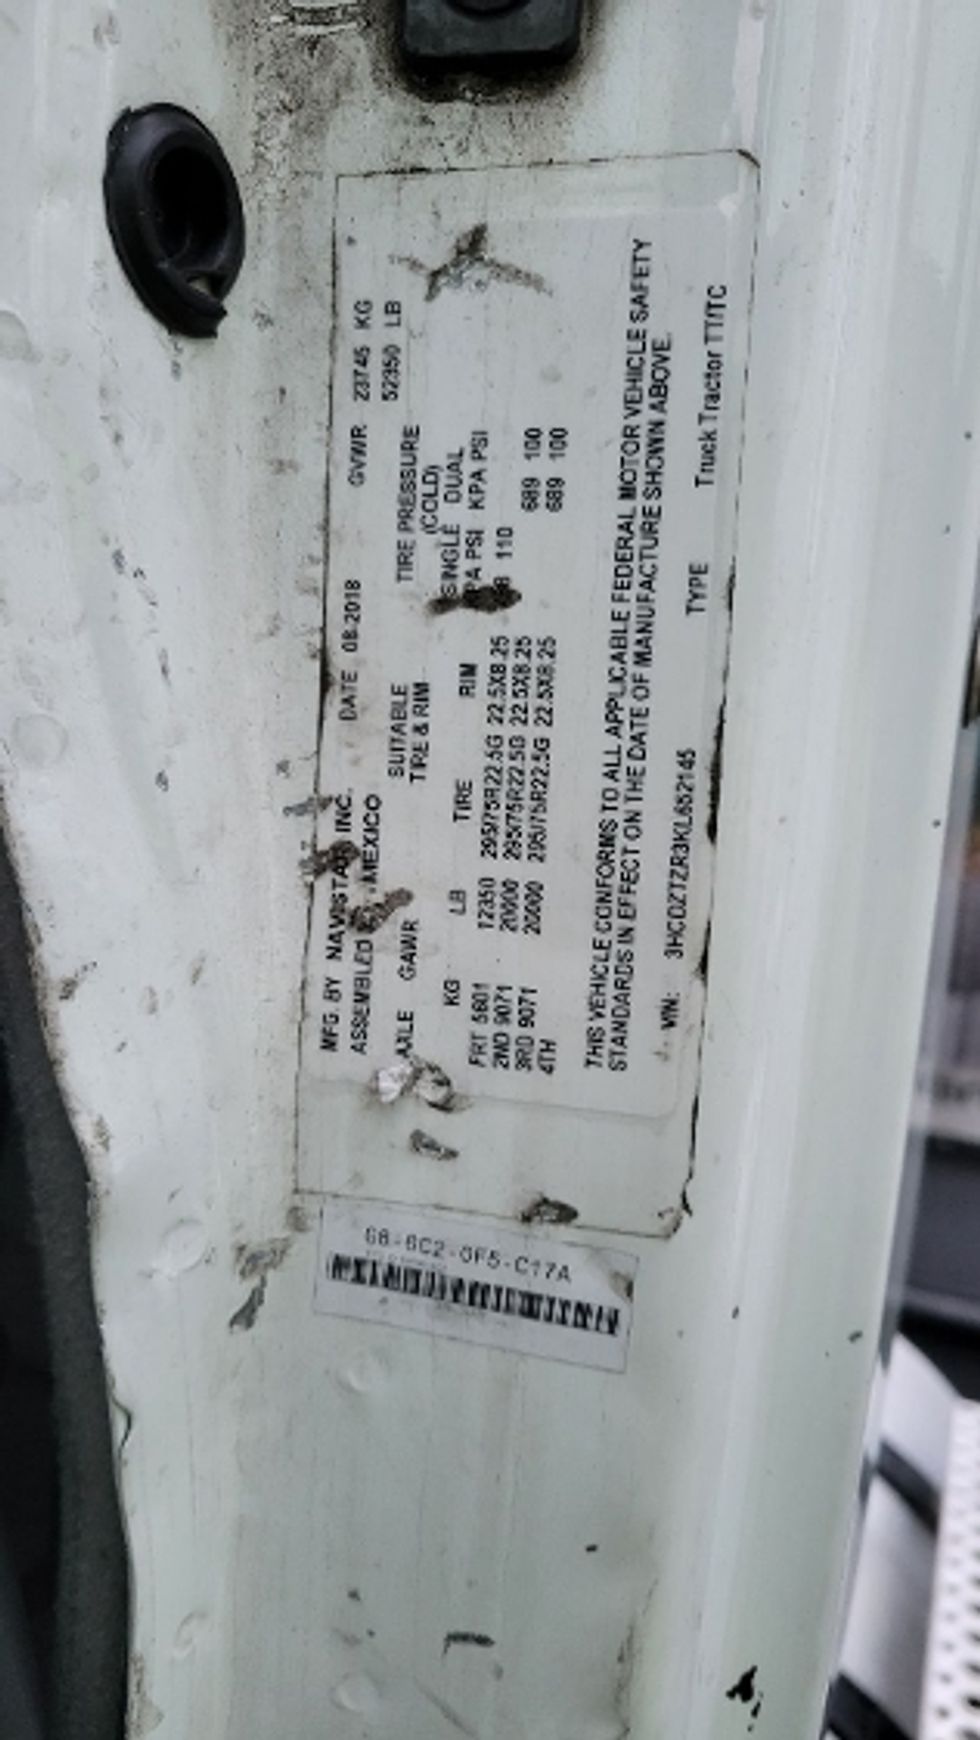 MFG. BY NAVISTAR INC. DATE 08-2018 GVWR 23745 KG
ASSEMBLED MEXICO 52350 LB
AXLE GAWR SUITABLE TIRE PRESSURE
TIRE & RIM (COLD)
SINGLE DUAL
KG LB TIRE RIM PA PSI KPA PSI
FRT 5601 12350 295/75R22.5G 22.5X8.25 110
2ND 9071 20000 295/75R22.5G 22.5X8.25 689 100
3RD 9071 20000 295/75R22.5G 22.5X8.25 689 100
4TH
THIS VEHICLE CONFORMS TO ALL APPLICABLE FEDERAL MOTOR VEHICLE SAFETY
STANDARDS IN EFFECT ON THE DATE OF MANUFACTURE SHOWN ABOVE.
VIN: 3HCDZTZR3KL652145 TYPE Truck Tractor TT/TC
68-6C2-0F5-C17A